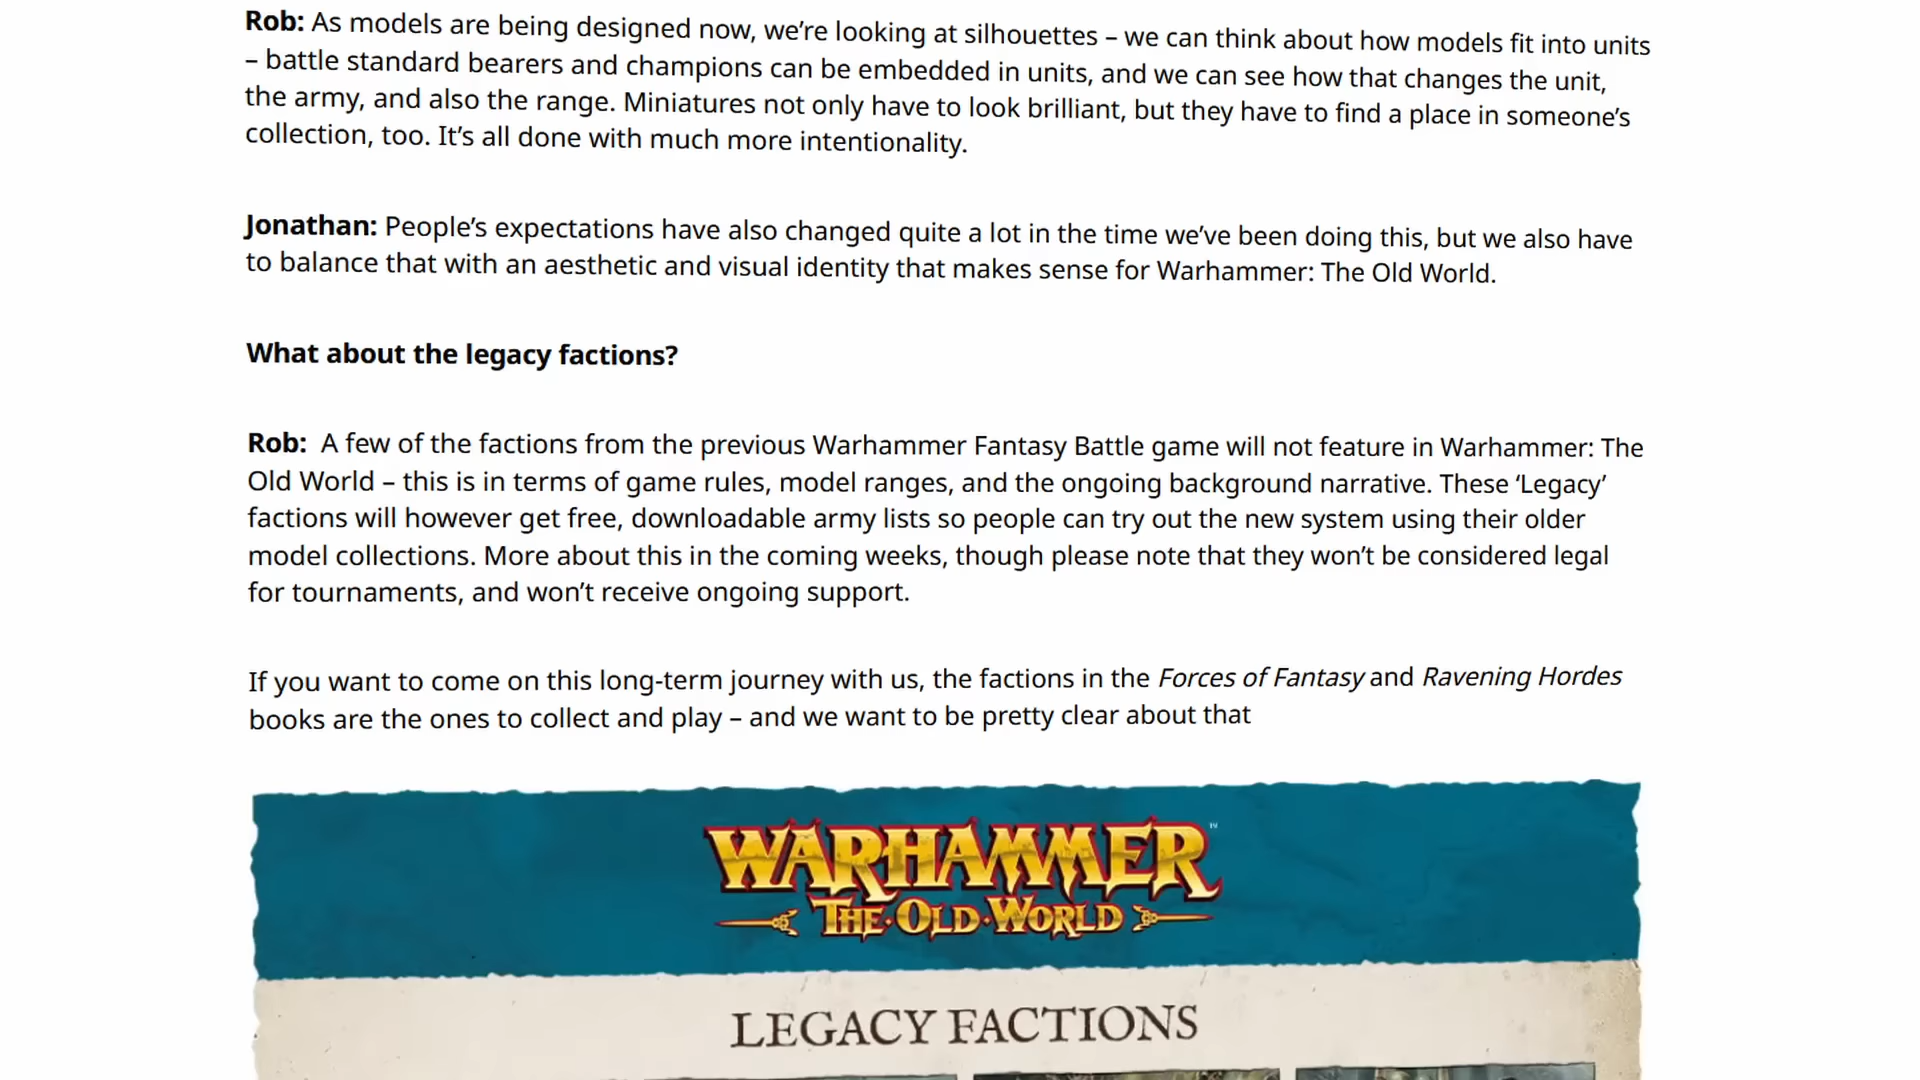 Rob: As models are being designed now, we’re looking at silhouettes – we can think about how models fit into units
– battle standard bearers and champions can be embedded in units, and we can see how that changes the unit,
the army, and also the range. Miniatures not only have to look brilliant, but they have to find a place in someone’s
collection, too. It’s all done with much more intentionality.
Jonathan: People’s expectations have also changed quite a lot in the time we’ve been doing this, but we also have
to balance that with an aesthetic and visual identity that makes sense for Warhammer: The Old World.
What about the legacy factions?
Rob: A few of the factions from the previous Warhammer Fantasy Battle game will not feature in Warhammer: The
Old World – this is in terms of game rules, model ranges, and the ongoing background narrative. These ‘Legacy’
factions will however get free, downloadable army lists so people can try out the new system using their older
model collections. More about this in the coming weeks, though please note that they won’t be considered legal
for tournaments, and won’t receive ongoing support.
If you want to come on this long-term journey with us, the factions in the Forces of Fantasy and Ravening Hordes
books are the ones to collect and play – and we want to be pretty clear about that
WARHAMMER™
THE·OLD·WORLD
LEGACY FACTIONS